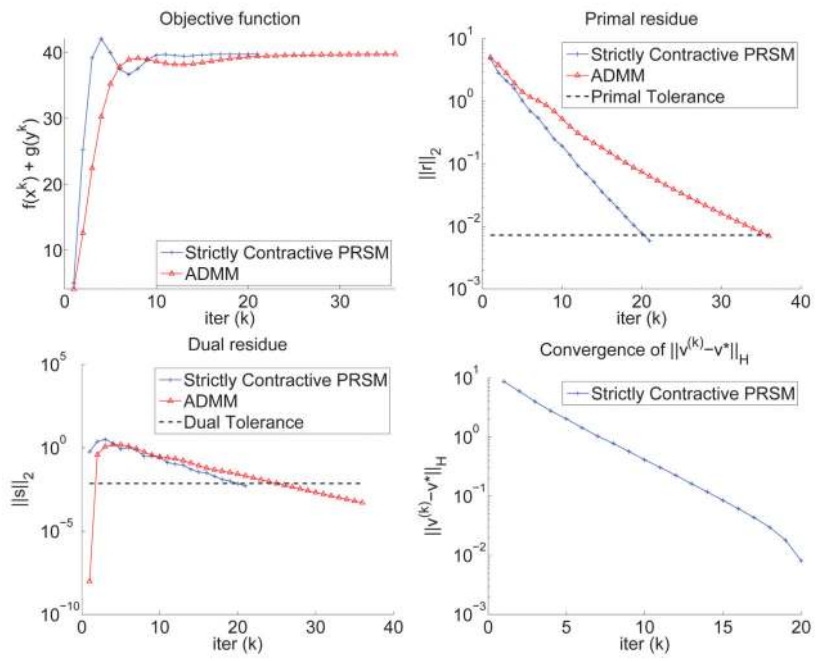 Objective function
f(x^k) + g(y^k)
40
30
20
10
0
10
20
30
iter (k)
Strictly Contractive PRSM
ADMM
Primal residue
||r||_2
10^1
10^0
10^-1
10^-2
10^-3
0
10
20
30
40
iter (k)
Strictly Contractive PRSM
ADMM
Primal Tolerance
Dual residue
||s||_2
10^5
10^0
10^-5
10^-10
0
10
20
30
40
iter (k)
Strictly Contractive PRSM
ADMM
Dual Tolerance
Convergence of ||v^(k)−v*||_H
||v^(k)−v*||_H
10^1
10^0
10^-1
10^-2
10^-3
0
5
10
15
20
iter (k)
Strictly Contractive PRSM